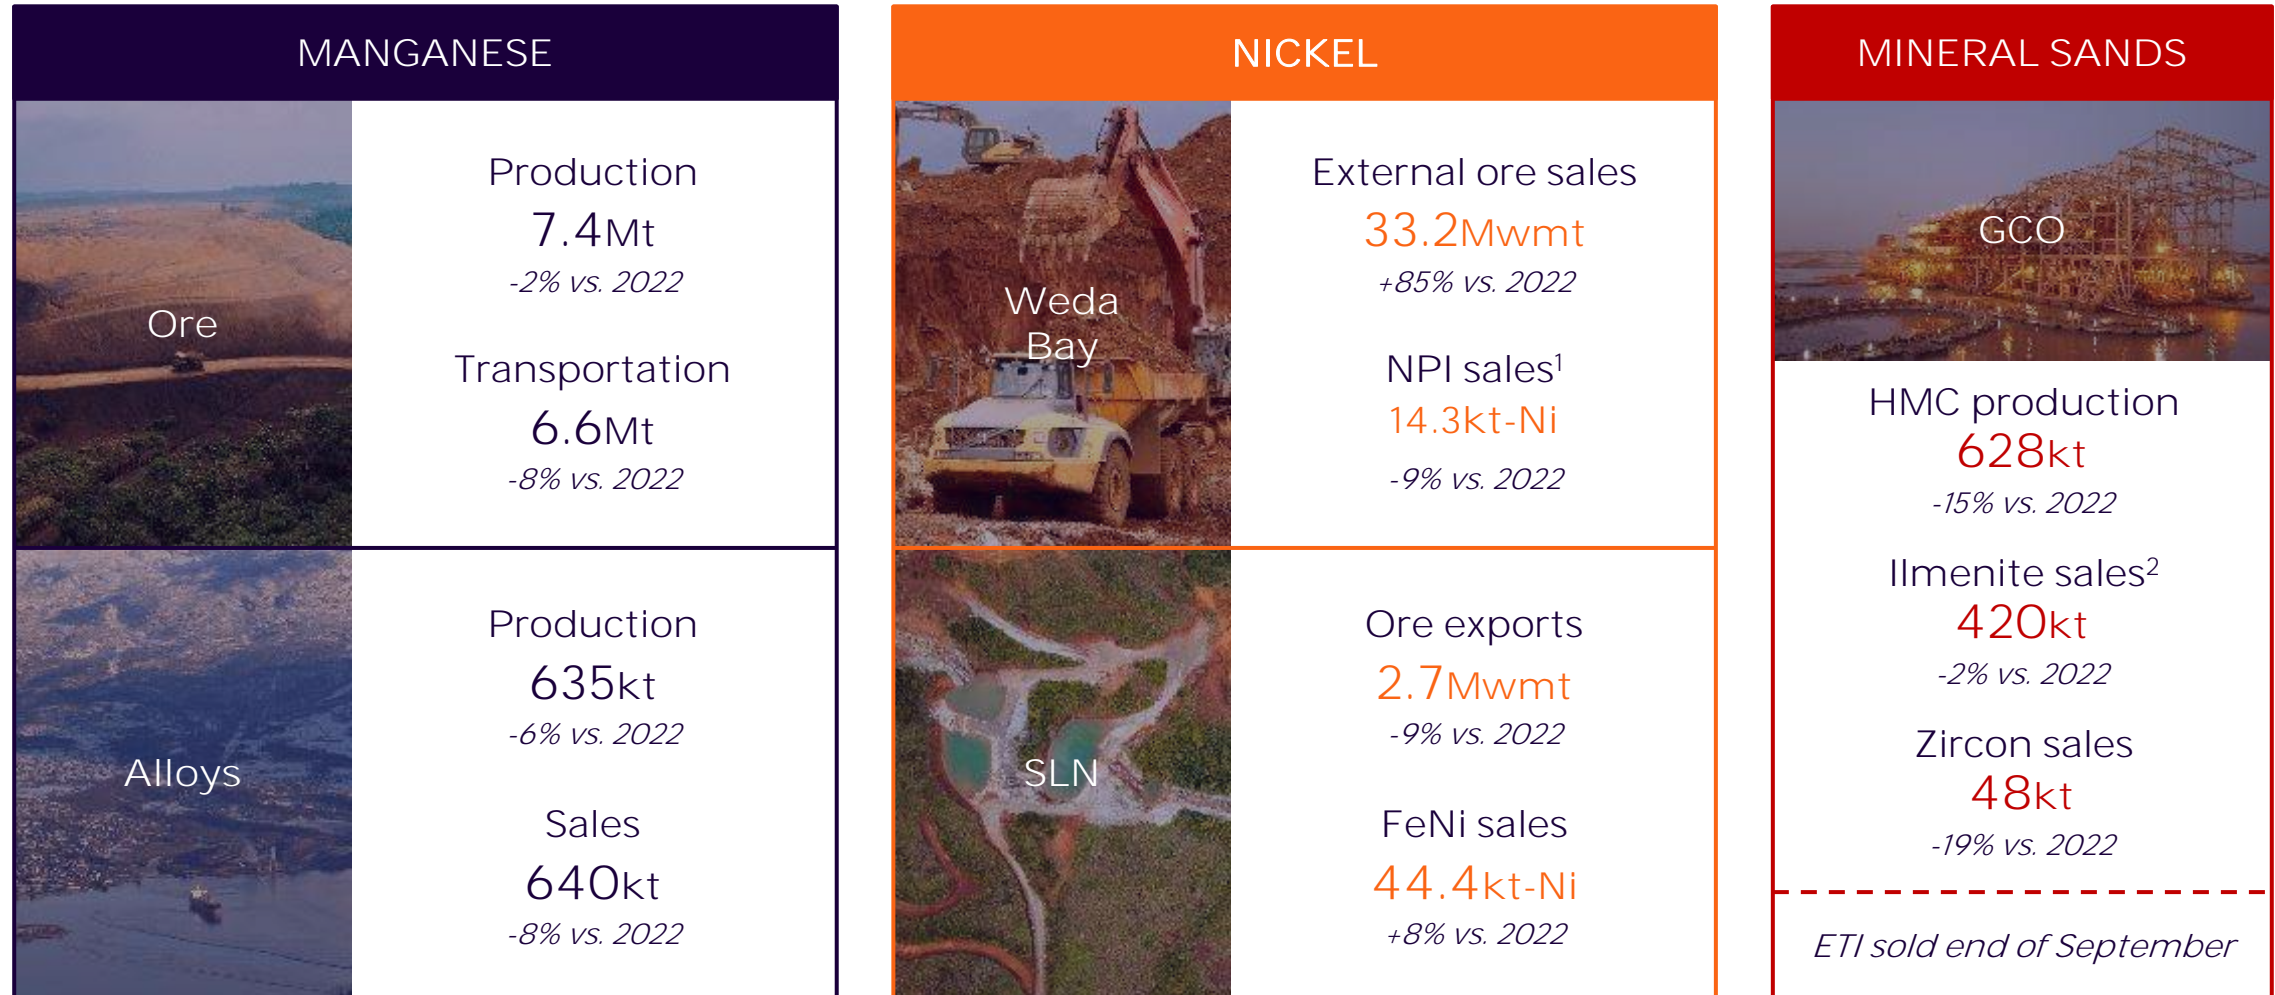 MANGANESE
Ore
Production
7.4Mt
-2% vs. 2022
Transportation
6.6Mt
-8% vs. 2022
Alloys
Production
635kt
-6% vs. 2022
Sales
640kt
-8% vs. 2022
NICKEL
Weda
Bay
External ore sales
33.2Mwmt
+85% vs. 2022
NPI sales¹
14.3kt-Ni
-9% vs. 2022
SLN
Ore exports
2.7Mwmt
-9% vs. 2022
FeNi sales
44.4kt-Ni
+8% vs. 2022
MINERAL SANDS
GCO
HMC production
628kt
-15% vs. 2022
Ilmenite sales²
420kt
-2% vs. 2022
Zircon sales
48kt
-19% vs. 2022
ETI sold end of September